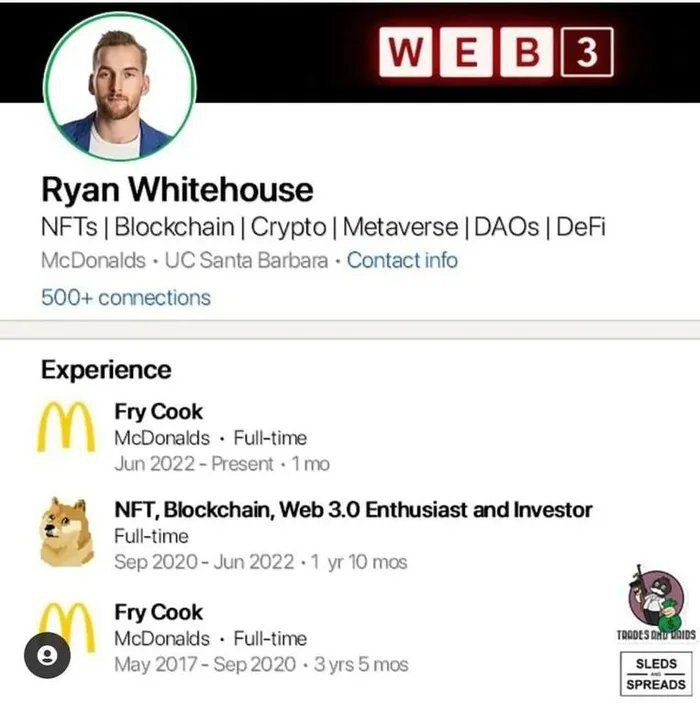 WEB3
Ryan Whitehouse
NFTs | Blockchain | Crypto | Metaverse | DAOs | DeFi
McDonalds · UC Santa Barbara · Contact info
500+ connections
Experience
Fry Cook
McDonalds · Full-time
Jun 2022 - Present · 1 mo
NFT, Blockchain, Web 3.0 Enthusiast and Investor
Full-time
Sep 2020 - Jun 2022 · 1 yr 10 mos
Fry Cook
McDonalds · Full-time
May 2017 - Sep 2020 · 3 yrs 5 mos
TRADES AND RAIDS
SLEDS
AND
SPREADS